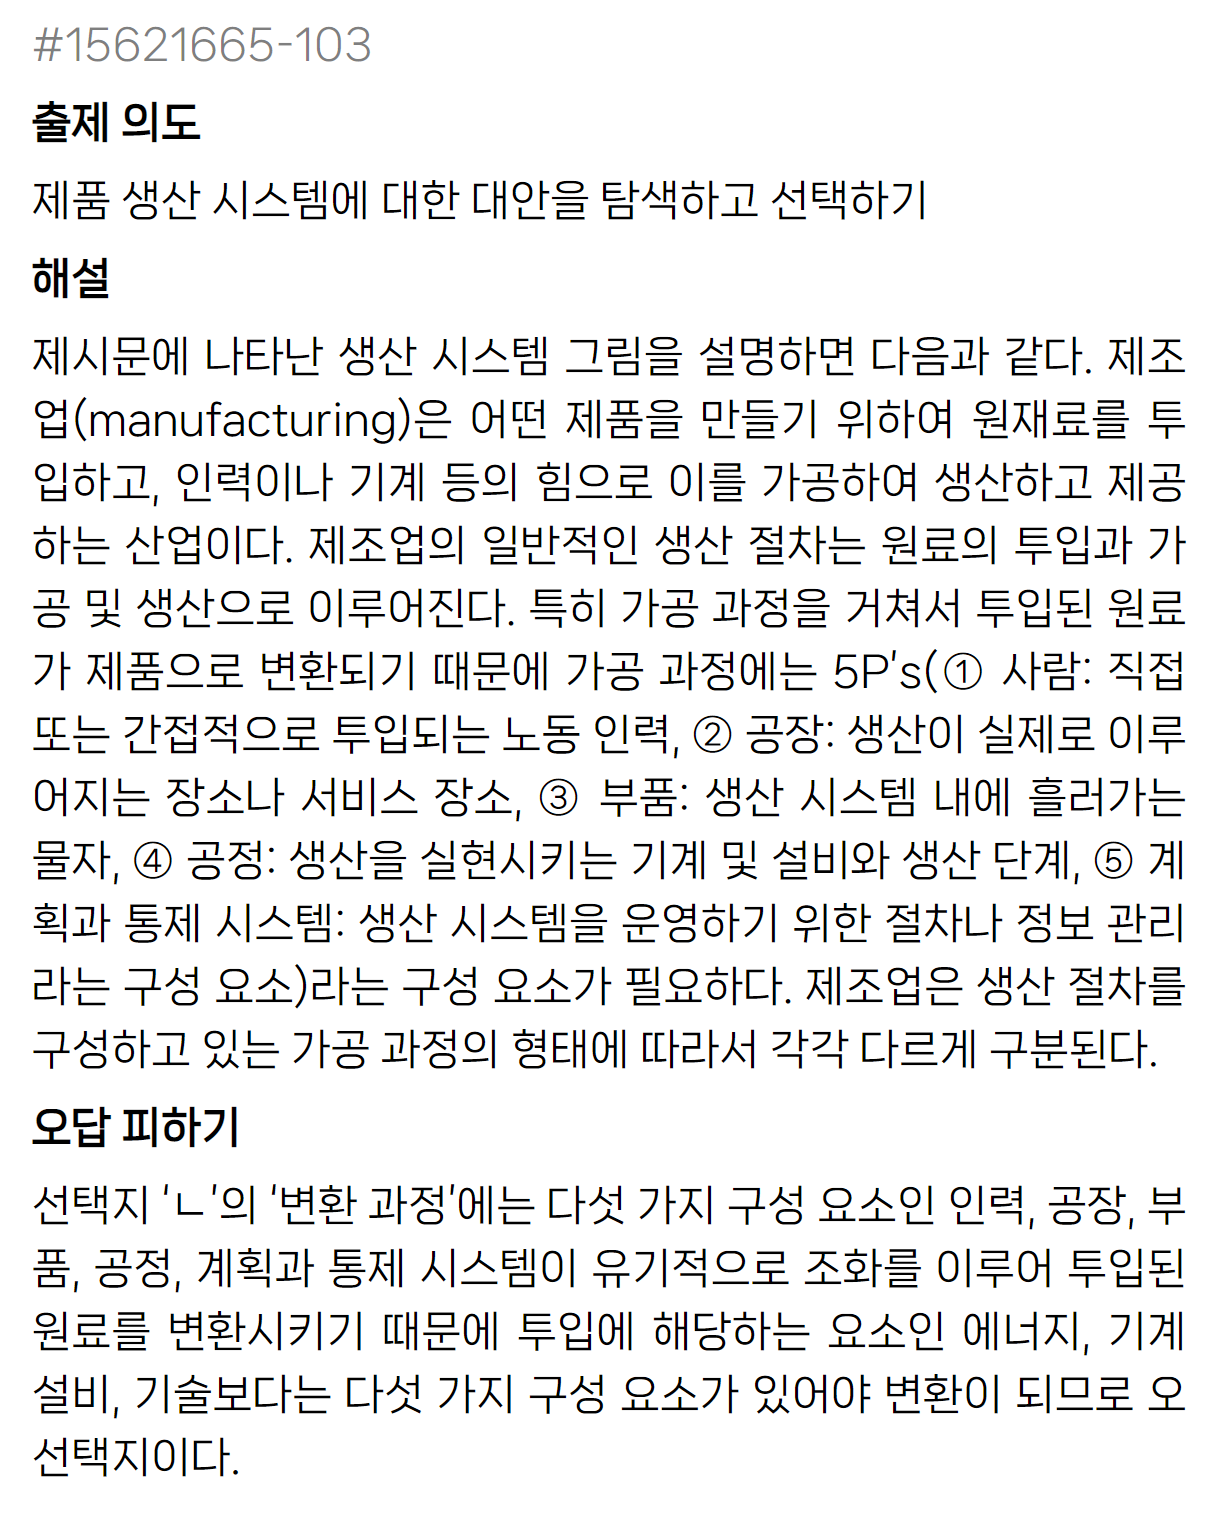 #15621665-103
출제 의도
제품 생산 시스템에 대한 대안을 탐색하고 선택하기
해설
제시문에 나타난 생산 시스템 그림을 설명하면 다음과 같다. 제조
업(manufacturing)은 어떤 제품을 만들기 위하여 원재료를 투
입하고, 인력이나 기계 등의 힘으로 이를 가공하여 생산하고 제공
하는 산업이다. 제조업의 일반적인 생산 절차는 원료의 투입과 가
공 및 생산으로 이루어진다. 특히 가공 과정을 거쳐서 투입된 원료
가 제품으로 변환되기 때문에 가공 과정에는 5P's(① 사람: 직접
또는 간접적으로 투입되는 노동 인력, ② 공장: 생산이 실제로 이루
어지는 장소나 서비스 장소, ③ 부품: 생산 시스템 내에 흘러가는
물자, ④ 공정: 생산을 실현시키는 기계 및 설비와 생산 단계, ⑤ 계
획과 통제 시스템: 생산 시스템을 운영하기 위한 절차나 정보 관리
라는 구성 요소)라는 구성 요소가 필요하다. 제조업은 생산 절차를
구성하고 있는 가공 과정의 형태에 따라서 각각 다르게 구분된다.
오답 피하기
선택지 'ㄴ'의 '변환 과정'에는 다섯 가지 구성 요소인 인력, 공장, 부
품, 공정, 계획과 통제 시스템이 유기적으로 조화를 이루어 투입된
원료를 변환시키기 때문에 투입에 해당하는 요소인 에너지, 기계
설비, 기술보다는 다섯 가지 구성 요소가 있어야 변환이 되므로 오
선택지이다.